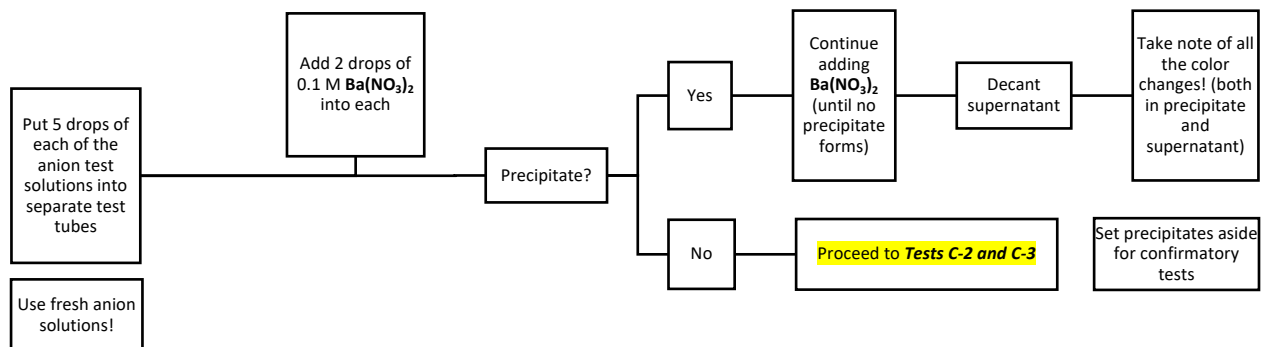 Put 5 drops of
each of the
anion test
solutions into
separate test
tubes
Use fresh anion
solutions!
Add 2 drops of
0.1 M Ba(NO₃)₂
into each
Precipitate?
Yes
Continue
adding
Ba(NO₃)₂
(until no
precipitate
forms)
Decant
supernatant
Take note of all
the color
changes! (both
in precipitate
and
supernatant)
No
Proceed to Tests C-2 and C-3
Set precipitates aside
for confirmatory
tests